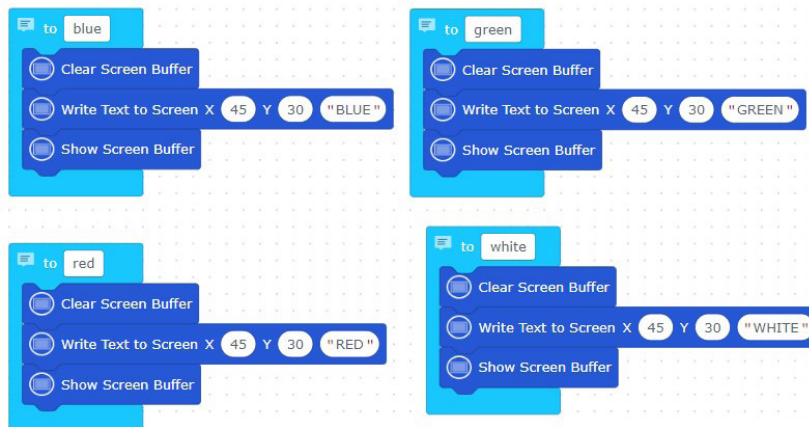 to blue
Clear Screen Buffer
Write Text to Screen X 45 Y 30 "BLUE"
Show Screen Buffer
to green
Clear Screen Buffer
Write Text to Screen X 45 Y 30 "GREEN"
Show Screen Buffer
to red
Clear Screen Buffer
Write Text to Screen X 45 Y 30 "RED"
Show Screen Buffer
to white
Clear Screen Buffer
Write Text to Screen X 45 Y 30 "WHITE"
Show Screen Buffer